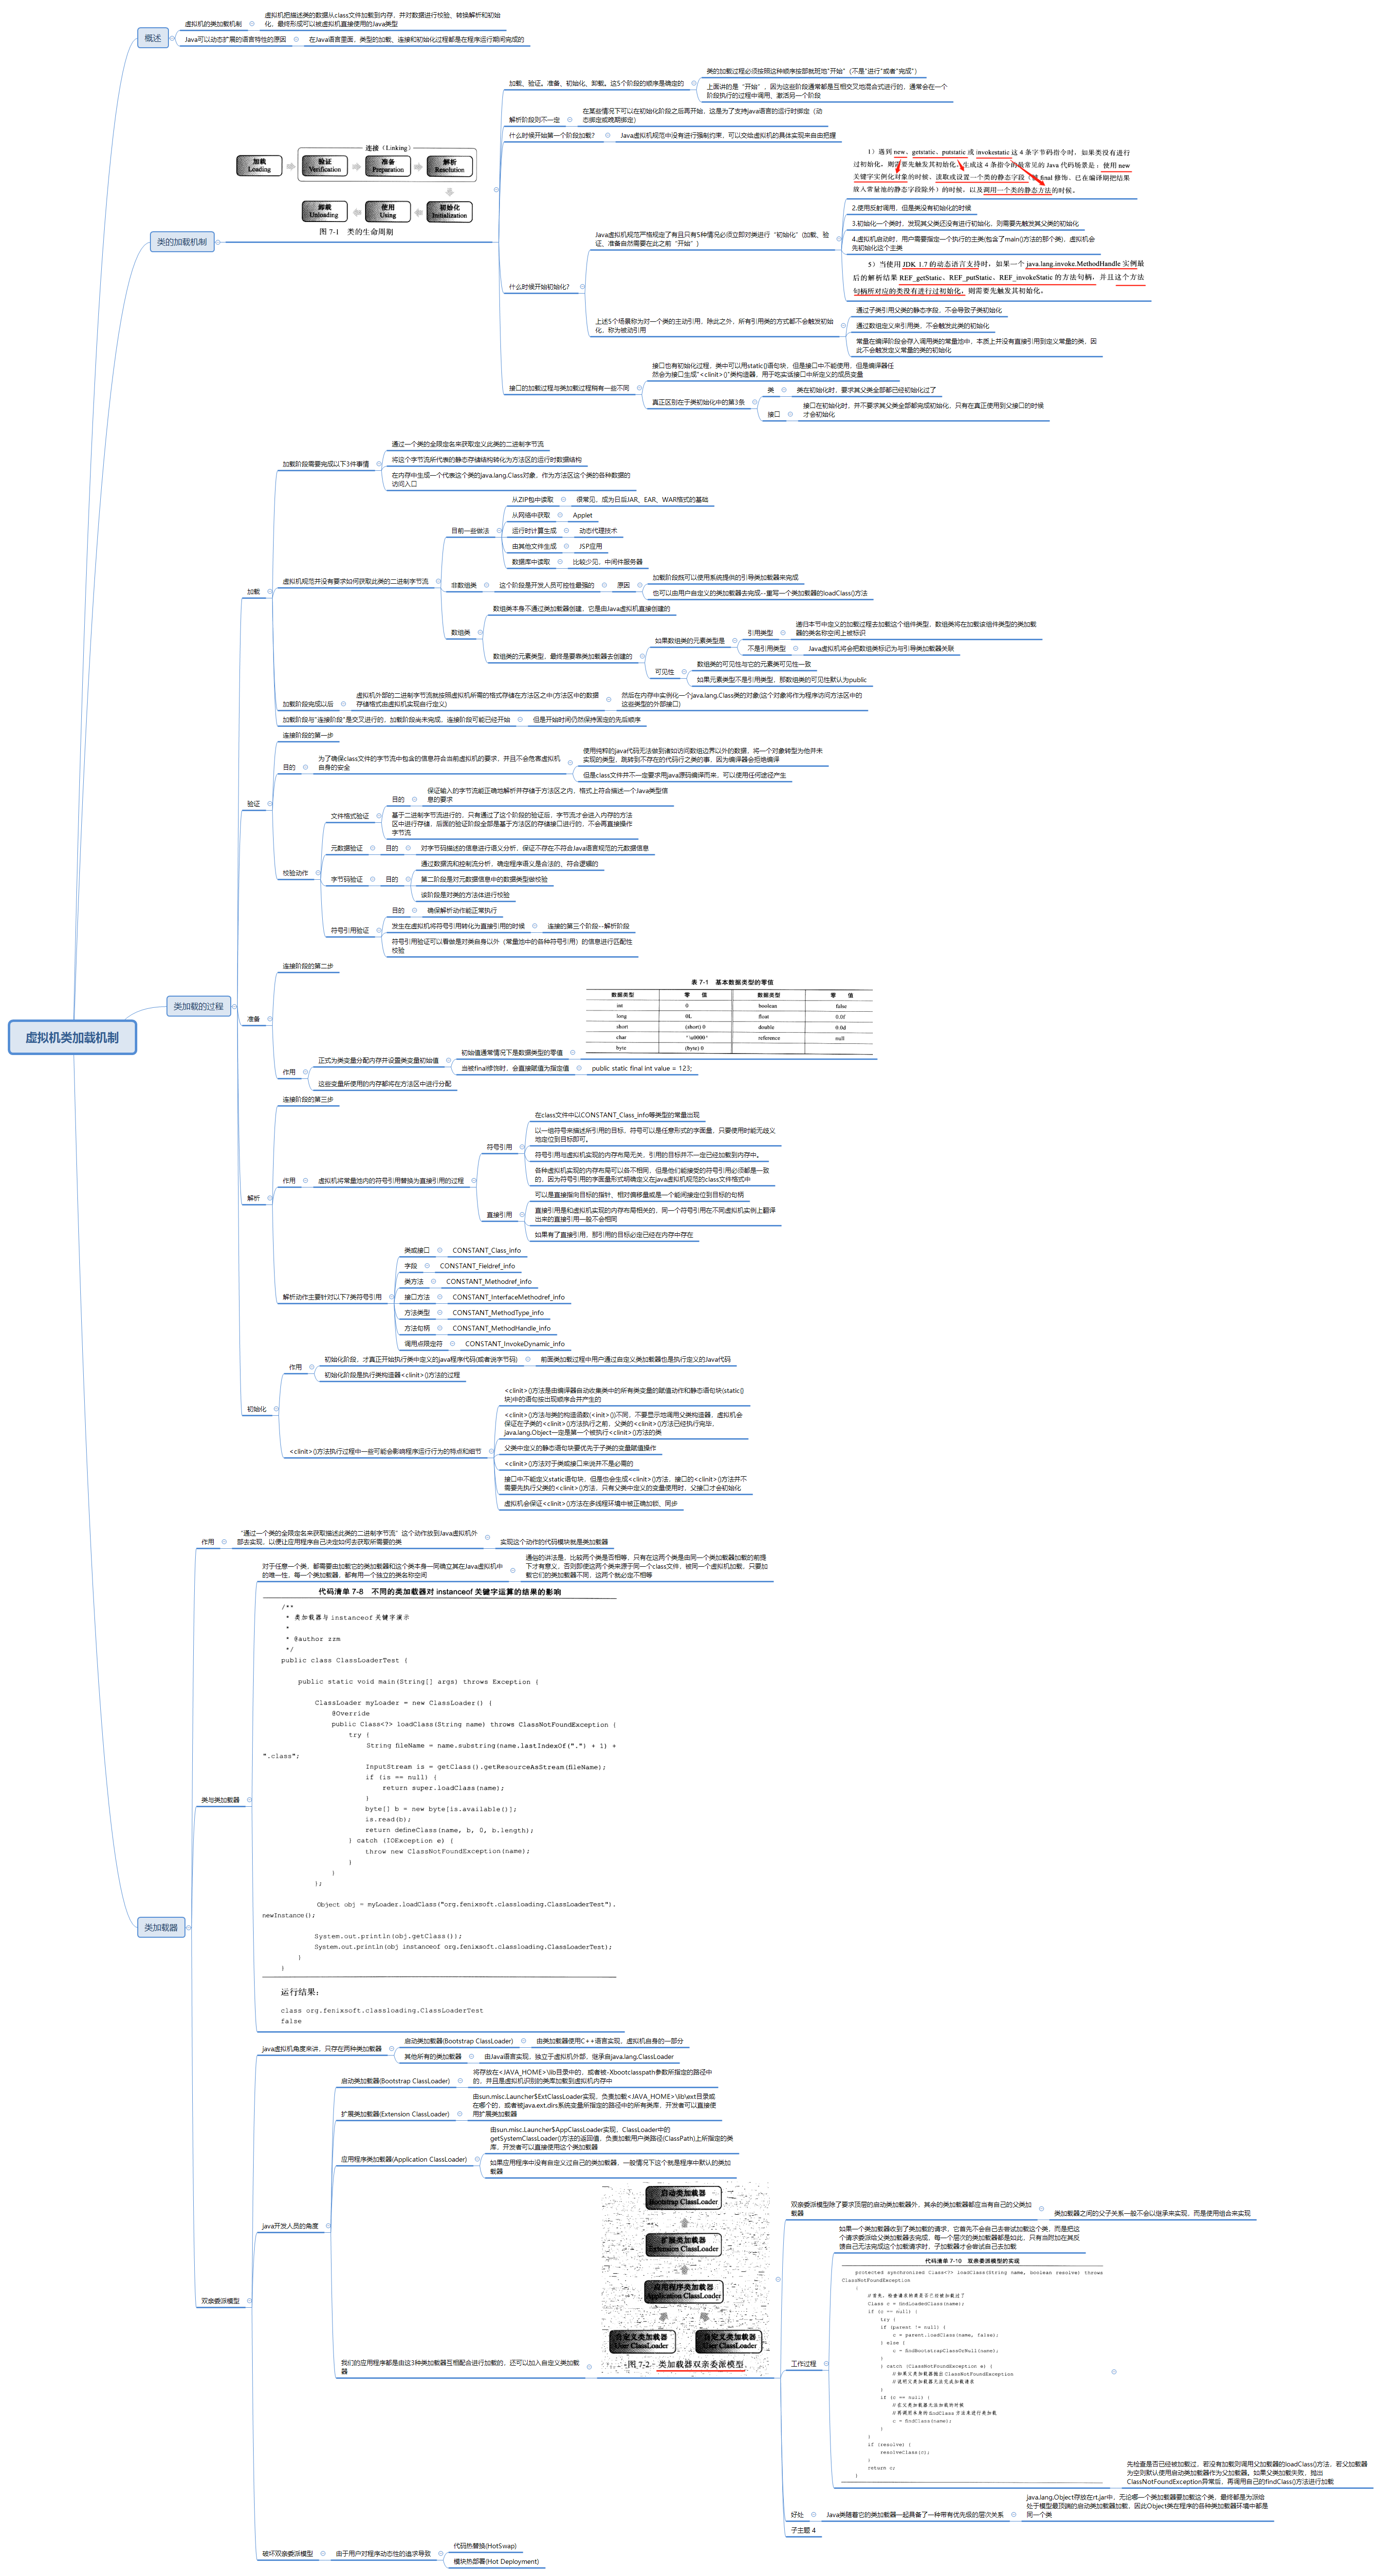 虚拟机类加载机制
概述
虚拟机的类加载机制
虚拟机把描述类的数据从class文件加载到内存，并对数据进行校验、转换解析和初始
化，最终形成可以被虚拟机直接使用的Java类型
Java可以动态扩展的语言特性的原因
在Java语言里面，类型的加载、连接和初始化过程都是在程序运行期间完成的
类的加载机制
连接（Linking）
加载
Loading
验证
Verification
准备
Preparation
解析
Resolution
卸载
Unloading
使用
Using
初始化
Initialization
图 7-1 类的生命周期
加载、验证。准备、初始化、卸载。这5个阶段的顺序是确定的
类的加载过程必须按照这种顺序按部就班地"开始"（不是"进行"或者"完成"）
上面讲的是"开始"，因为这些阶段通常都是互相交叉地混合式进行的，通常会在一个
阶段执行的过程中调用、激活另一个阶段
解析阶段则不一定
在某些情况下可以在初始化阶段之后再开始，这是为了支持java语言的运行时绑定（动
态绑定或晚期绑定）
什么时候开始第一个阶段加载?
Java虚拟机规范中没有进行强制约束，可以交给虚拟机的具体实现来自由把握
什么时候开始初始化?
Java虚拟机规范严格规定了有且只有5种情况必须立即对类进行"初始化"(加载、验
证、准备自然需要在此之前"开始"）
1）遇到 new、getstatic、putstatic 或 invokestatic 这 4 条字节码指令时，如果类没有进行
过初始化，则需要先触发其初始化。生成这 4 条指令的最常见的 Java 代码场景是：使用 new
关键字实例化对象的时候、读取或设置一个类的静态字段（被 final 修饰、已在编译期把结果
放入常量池的静态字段除外）的时候，以及调用一个类的静态方法的时候。
2.使用反射调用，但是类没有初始化的时候
3.初始化一个类时，发现其父类还没有进行初始化，则需要先触发其父类的初始化
4.虚拟机启动时，用户需要指定一个执行的主类(包含了main()方法的那个类)，虚拟机会
先初始化这个主类
5）当使用 JDK 1.7 的动态语言支持时，如果一个 java.lang.invoke.MethodHandle 实例最
后的解析结果 REF_getStatic、REF_putStatic、REF_invokeStatic 的方法句柄，并且这个方法
句柄所对应的类没有进行过初始化，则需要先触发其初始化。
上述5个场景称为对一个类的主动引用，除此之外，所有引用类的方式都不会触发初始
化，称为被动引用
通过子类引用父类的静态字段，不会导致子类初始化
通过数组定义来引用类，不会触发此类的初始化
常量在编译阶段会存入调用类的常量池中，本质上并没有直接引用到定义常量的类，因
此不会触发定义常量的类的初始化
接口的加载过程与类加载过程稍有一些不同
接口也有初始化过程，类中可以用static{}语句块，但是接口中不能使用，但是编译器任
然会为接口生成"<clinit>()"类构造器，用于吃实话接口中所定义的成员变量
真正区别在于类初始化中的第3条
类
类在初始化时，要求其父类全部都已经初始化过了
接口
接口在初始化时，并不要求其父类全部都完成初始化，只有在真正使用到父接口的时候
才会初始化
类加载的过程
加载
加载阶段需要完成以下3件事情
通过一个类的全限定名来获取定义此类的二进制字节流
将这个字节流所代表的静态存储结构转化为方法区的运行时数据结构
在内存中生成一个代表这个类的java.lang.Class对象，作为方法区这个类的各种数据的
访问入口
虚拟机规范并没有要求如何获取此类的二进制字节流
目前一些做法
从ZIP包中读取
很常见，成为日后JAR、EAR、WAR格式的基础
从网络中获取
Applet
运行时计算生成
动态代理技术
由其他文件生成
JSP应用
数据库中读取
比较少见，中间件服务器
非数组类
这个阶段是开发人员可控性最强的
原因
加载阶段既可以使用系统提供的引导类加载器来完成
也可以由用户自定义的类加载器去完成--重写一个类加载器的loadClass()方法
数组类
数组类本身不通过类加载器创建，它是由Java虚拟机直接创建的
数组类的元素类型，最终是要靠类加载器去创建的
如果数组类的元素类型是
引用类型
递归本节中定义的加载过程去加载这个组件类型，数组类将在加载该组件类型的类加载
器的类名称空间上被标识
不是引用类型
Java虚拟机将会把数组类标记为与引导类加载器关联
可见性
数组类的可见性与它的元素类可见性一致
如果元素类型不是引用类型，那数组类的可见性默认为public
加载阶段完成以后
虚拟机外部的二进制字节流就按照虚拟机所需的格式存储在方法区之中(方法区中的数据
存储格式由虚拟机实现自行定义)
然后在内存中实例化一个java.lang.Class类的对象(这个对象将作为程序访问方法区中的
这些类型的外部接口)
加载阶段与"连接阶段"是交叉进行的，加载阶段尚未完成，连接阶段可能已经开始
但是开始时间仍然保持固定的先后顺序
验证
连接阶段的第一步
目的
为了确保class文件的字节流中包含的信息符合当前虚拟机的要求，并且不会危害虚拟机
自身的安全
使用纯粹的java代码无法做到诸如访问数组边界以外的数据，将一个对象转型为他并未
实现的类型，跳转到不存在的代码行之类的事，因为编译器会拒绝编译
但是class文件并不一定要求用java源码编译而来，可以使用任何途径产生
校验动作
文件格式验证
目的
保证输入的字节流能正确地解析并存储于方法区之内，格式上符合描述一个Java类型信
息的要求
基于二进制字节流进行的，只有通过了这个阶段的验证后，字节流才会进入内存的方法
区中进行存储，后面的验证阶段全部是基于方法区的存储接口进行的，不会再直接操作
字节流
元数据验证
目的
对字节码描述的信息进行语义分析，保证不存在不符合Java语言规范的元数据信息
字节码验证
目的
通过数据流和控制流分析，确定程序语义是合法的、符合逻辑的
第二阶段是对元数据信息中的数据类型做校验
该阶段是对类的方法体进行校验
符号引用验证
目的
确保解析动作能正常执行
发生在虚拟机将符号引用转化为直接引用的时候
连接的第三个阶段--解析阶段
符号引用验证可以看做是对类自身以外（常量池中的各种符号引用）的信息进行匹配性
校验
准备
连接阶段的第二步
作用
正式为类变量分配内存并设置类变量初始值
初始值通常情况下是数据类型的零值
表 7-1 基本数据类型的零值
数据类型 零 值 数据类型 零 值
int 0 boolean false
long 0L float 0.0f
short (short) 0 double 0.0d
char '\u0000' reference null
byte (byte) 0
当被final修饰时，会直接赋值为指定值
public static final int value = 123;
这些变量所使用的内存都将在方法区中进行分配
解析
连接阶段的第三步
作用
虚拟机将常量池内的符号引用替换为直接引用的过程
符号引用
在class文件中以CONSTANT_Class_info等类型的常量出现
以一组符号来描述所引用的目标，符号可以是任意形式的字面量，只要使用时能无歧义
地定位到目标即可。
符号引用与虚拟机实现的内存布局无关，引用的目标并不一定已经加载到内存中。
各种虚拟机实现的内存布局可以各不相同，但是他们能接受的符号引用必须都是一致
的，因为符号引用的字面量形式明确定义在java虚拟机规范的class文件格式中
直接引用
可以是直接指向目标的指针、相对偏移量或是一个能间接定位到目标的句柄
直接引用是和虚拟机实现的内存布局相关的，同一个符号引用在不同虚拟机实例上翻译
出来的直接引用一般不会相同
如果有了直接引用，那引用的目标必定已经在内存中存在
解析动作主要针对以下7类符号引用
类或接口
CONSTANT_Class_info
字段
CONSTANT_Fieldref_info
类方法
CONSTANT_Methodref_info
接口方法
CONSTANT_InterfaceMethodref_info
方法类型
CONSTANT_MethodType_info
方法句柄
CONSTANT_MethodHandle_info
调用点限定符
CONSTANT_InvokeDynamic_info
初始化
作用
初始化阶段，才真正开始执行类中定义的java程序代码(或者说字节码)
前面类加载过程中用户通过自定义类加载器也是执行定义的Java代码
初始化阶段是执行类构造器<clinit>()方法的过程
<clinit>()方法执行过程中一些可能会影响程序运行行为的特点和细节
<clinit>()方法是由编译器自动收集类中的所有类变量的赋值动作和静态语句块(static{}
块)中的语句按出现顺序合并产生的
<clinit>()方法与类的构造函数(<init>())不同，不要显示地调用父类构造器，虚拟机会
保证在子类的<clinit>()方法执行之前，父类的<clinit>()方法已经执行完毕，
java.lang.Object一定是第一个被执行<clinit>()方法的类
父类中定义的静态语句块要优先于子类的变量赋值操作
<clinit>()方法对于类或接口来说并不是必需的
接口中不能定义static语句块，但是也会生成<clinit>()方法，接口的<clinit>()方法并不
需要先执行父类的<clinit>()方法，只有父类中定义的变量使用时，父接口才会初始化
虚拟机会保证<clinit>()方法在多线程环境中被正确加锁、同步
类加载器
作用
"通过一个类的全限定名来获取描述此类的二进制字节流"这个动作放到Java虚拟机外
部去实现，以便让应用程序自己决定如何去获取所需要的类
实现这个动作的代码模块就是类加载器
类与类加载器
对于任意一个类，都需要由加载它的类加载器和这个类本身一同确立其在Java虚拟机中
的唯一性，每一个类加载器，都有用一个独立的类名称空间
通俗的讲法是，比较两个类是否相等，只有在这两个类是由同一个类加载器加载的前提
下才有意义，否则即使这两个类来源于同一个class文件，被同一个虚拟机加载，只要加
载它们的类加载器不同，这两个就必定不相等
代码清单 7-8 不同的类加载器对 instanceof 关键字运算的结果的影响
/**
* 类加载器与 instanceof 关键字演示
*
* @author zzm
*/
public class ClassLoaderTest {
public static void main(String[] args) throws Exception {
ClassLoader myLoader = new ClassLoader() {
@Override
public Class<?> loadClass(String name) throws ClassNotFoundException {
try {
String fileName = name.substring(name.lastIndexOf(".") + 1) +
".class";
InputStream is = getClass().getResourceAsStream(fileName);
if (is == null) {
return super.loadClass(name);
}
byte[] b = new byte[is.available()];
is.read(b);
return defineClass(name, b, 0, b.length);
} catch (IOException e) {
throw new ClassNotFoundException(name);
}
}
};
Object obj = myLoader.loadClass("org.fenixsoft.classloading.ClassLoaderTest").
newInstance();
System.out.println(obj.getClass());
System.out.println(obj instanceof org.fenixsoft.classloading.ClassLoaderTest);
}
}
运行结果：
class org.fenixsoft.classloading.ClassLoaderTest
false
双亲委派模型
java虚拟机角度来讲，只存在两种类加载器
启动类加载器(Bootstrap ClassLoader)
由类加载器使用C++语言实现，虚拟机自身的一部分
其他所有的类加载器
由Java语言实现，独立于虚拟机外部，继承自java.lang.ClassLoader
java开发人员的角度
启动类加载器(Bootstrap ClassLoader)
将存放在<JAVA_HOME>\lib目录中的，或者被-Xbootclasspath参数所指定的路径中
的，并且是虚拟机识别的类库加载到虚拟机内存中
扩展类加载器(Extension ClassLoader)
由sun.misc.Launcher$ExtClassLoader实现，负责加载<JAVA_HOME>\lib\ext目录或
在哪个的，或者被java.ext.dirs系统变量所指定的路径中的所有类库，开发者可以直接使
用扩展类加载器
应用程序类加载器(Application ClassLoader)
由sun.misc.Launcher$AppClassLoader实现，ClassLoader中的
getSystemClassLoader()方法的返回值，负责加载用户类路径(ClassPath)上所指定的类
库，开发者可以直接使用这个类加载器
如果应用程序中没有自定义过自己的类加载器，一般情况下这个就是程序中默认的类加
载器
我们的应用程序都是由这3种类加载器互相配合进行加载的，还可以加入自定义类加载
器
启动类加载器
Bootstrap ClassLoader
扩展类加载器
Extension ClassLoader
应用程序类加载器
Application ClassLoader
自定义类加载器
User ClassLoader
自定义类加载器
User ClassLoader
图 7-2 类加载器双亲委派模型
双亲委派模型除了要求顶层的启动类加载器外，其余的类加载器都应当有自己的父类加
载器
类加载器之间的父子关系一般不会以继承来实现，而是使用组合来实现
工作过程
如果一个类加载器收到了类加载的请求，它首先不会自己去尝试加载这个类，而是把这
个请求委派给父类加载器去完成，每一个层次的类加载器都是如此，只有当附加在其反
馈自己无法完成这个加载请求时，子加载器才会尝试自己去加载
代码清单 7-10 双亲委派模型的实现
protected synchronized Class<?> loadClass(String name, boolean resolve) throws
ClassNotFoundException
{
//首先，检查请求的类是否已经被加载过了
Class c = findLoadedClass(name);
if (c == null) {
try {
if (parent != null) {
c = parent.loadClass(name, false);
} else {
c = findBootstrapClassOrNull(name);
}
} catch (ClassNotFoundException e) {
//如果父类加载器抛出 ClassNotFoundException
//说明父类加载器无法完成加载请求
}
if (c == null) {
//在父类加载器无法加载的时候
//再调用本身的 findClass 方法来进行类加载
c = findClass(name);
}
}
if (resolve) {
resolveClass(c);
}
return c;
}
先检查是否已经被加载过，若没有加载则调用父加载器的loadClass()方法，若父加载器
为空则默认使用启动类加载器作为父加载器。如果父类加载失败，抛出
ClassNotFoundException异常后，再调用自己的findClass()方法进行加载
好处
Java类随着它的类加载器一起具备了一种带有优先级的层次关系
java.lang.Object存放在rt.jar中，无论哪一个类加载器要加载这个类，最终都是为派给
处于模型最顶端的启动类加载器加载，因此Object类在程序的各种类加载器环境中都是
同一个类
子主题 4
破坏双亲委派模型
由于用户对程序动态性的追求导致
代码热替换(HotSwap)
模块热部署(Hot Deployment)